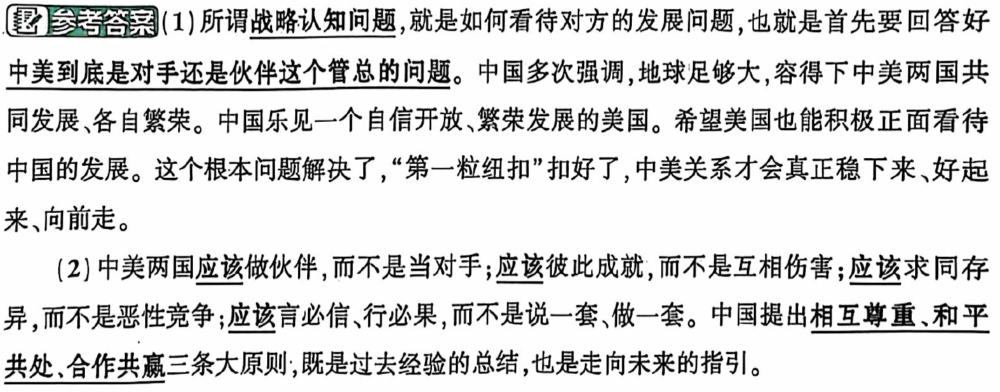 参考答案(1)所谓战略认知问题,就是如何看待对方的发展问题,也就是首先要回答好
中美到底是对手还是伙伴这个管总的问题。中国多次强调,地球足够大,容得下中美两国共
同发展、各自繁荣。中国乐见一个自信开放、繁荣发展的美国。希望美国也能积极正面看待
中国的发展。这个根本问题解决了,“第一粒纽扣”扣好了,中美关系才会真正稳下来、好起
来、向前走。
(2)中美两国应该做伙伴,而不是当对手;应该彼此成就,而不是互相伤害;应该求同存
异,而不是恶性竞争;应该言必信、行必果,而不是说一套、做一套。中国提出相互尊重、和平
共处、合作共赢三条大原则,既是过去经验的总结,也是走向未来的指引。